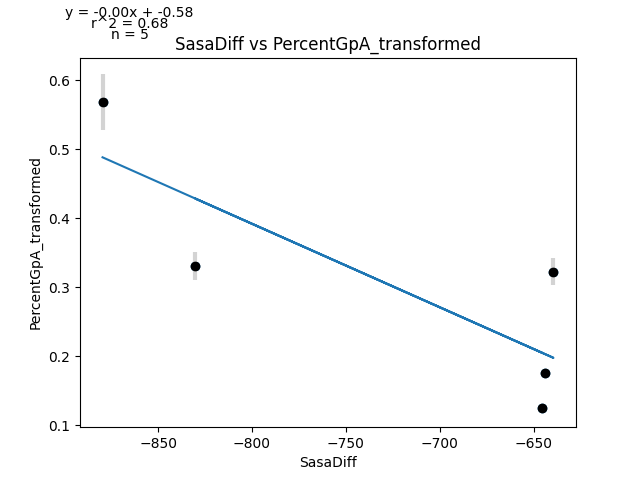 y = -0.00x + -0.58
r^2 = 0.68
n = 5
SasaDiff vs PercentGpA_transformed
PercentGpA_transformed
0.6
0.5
0.4
0.3
0.2
0.1
−850
−800
−750
−700
−650
SasaDiff